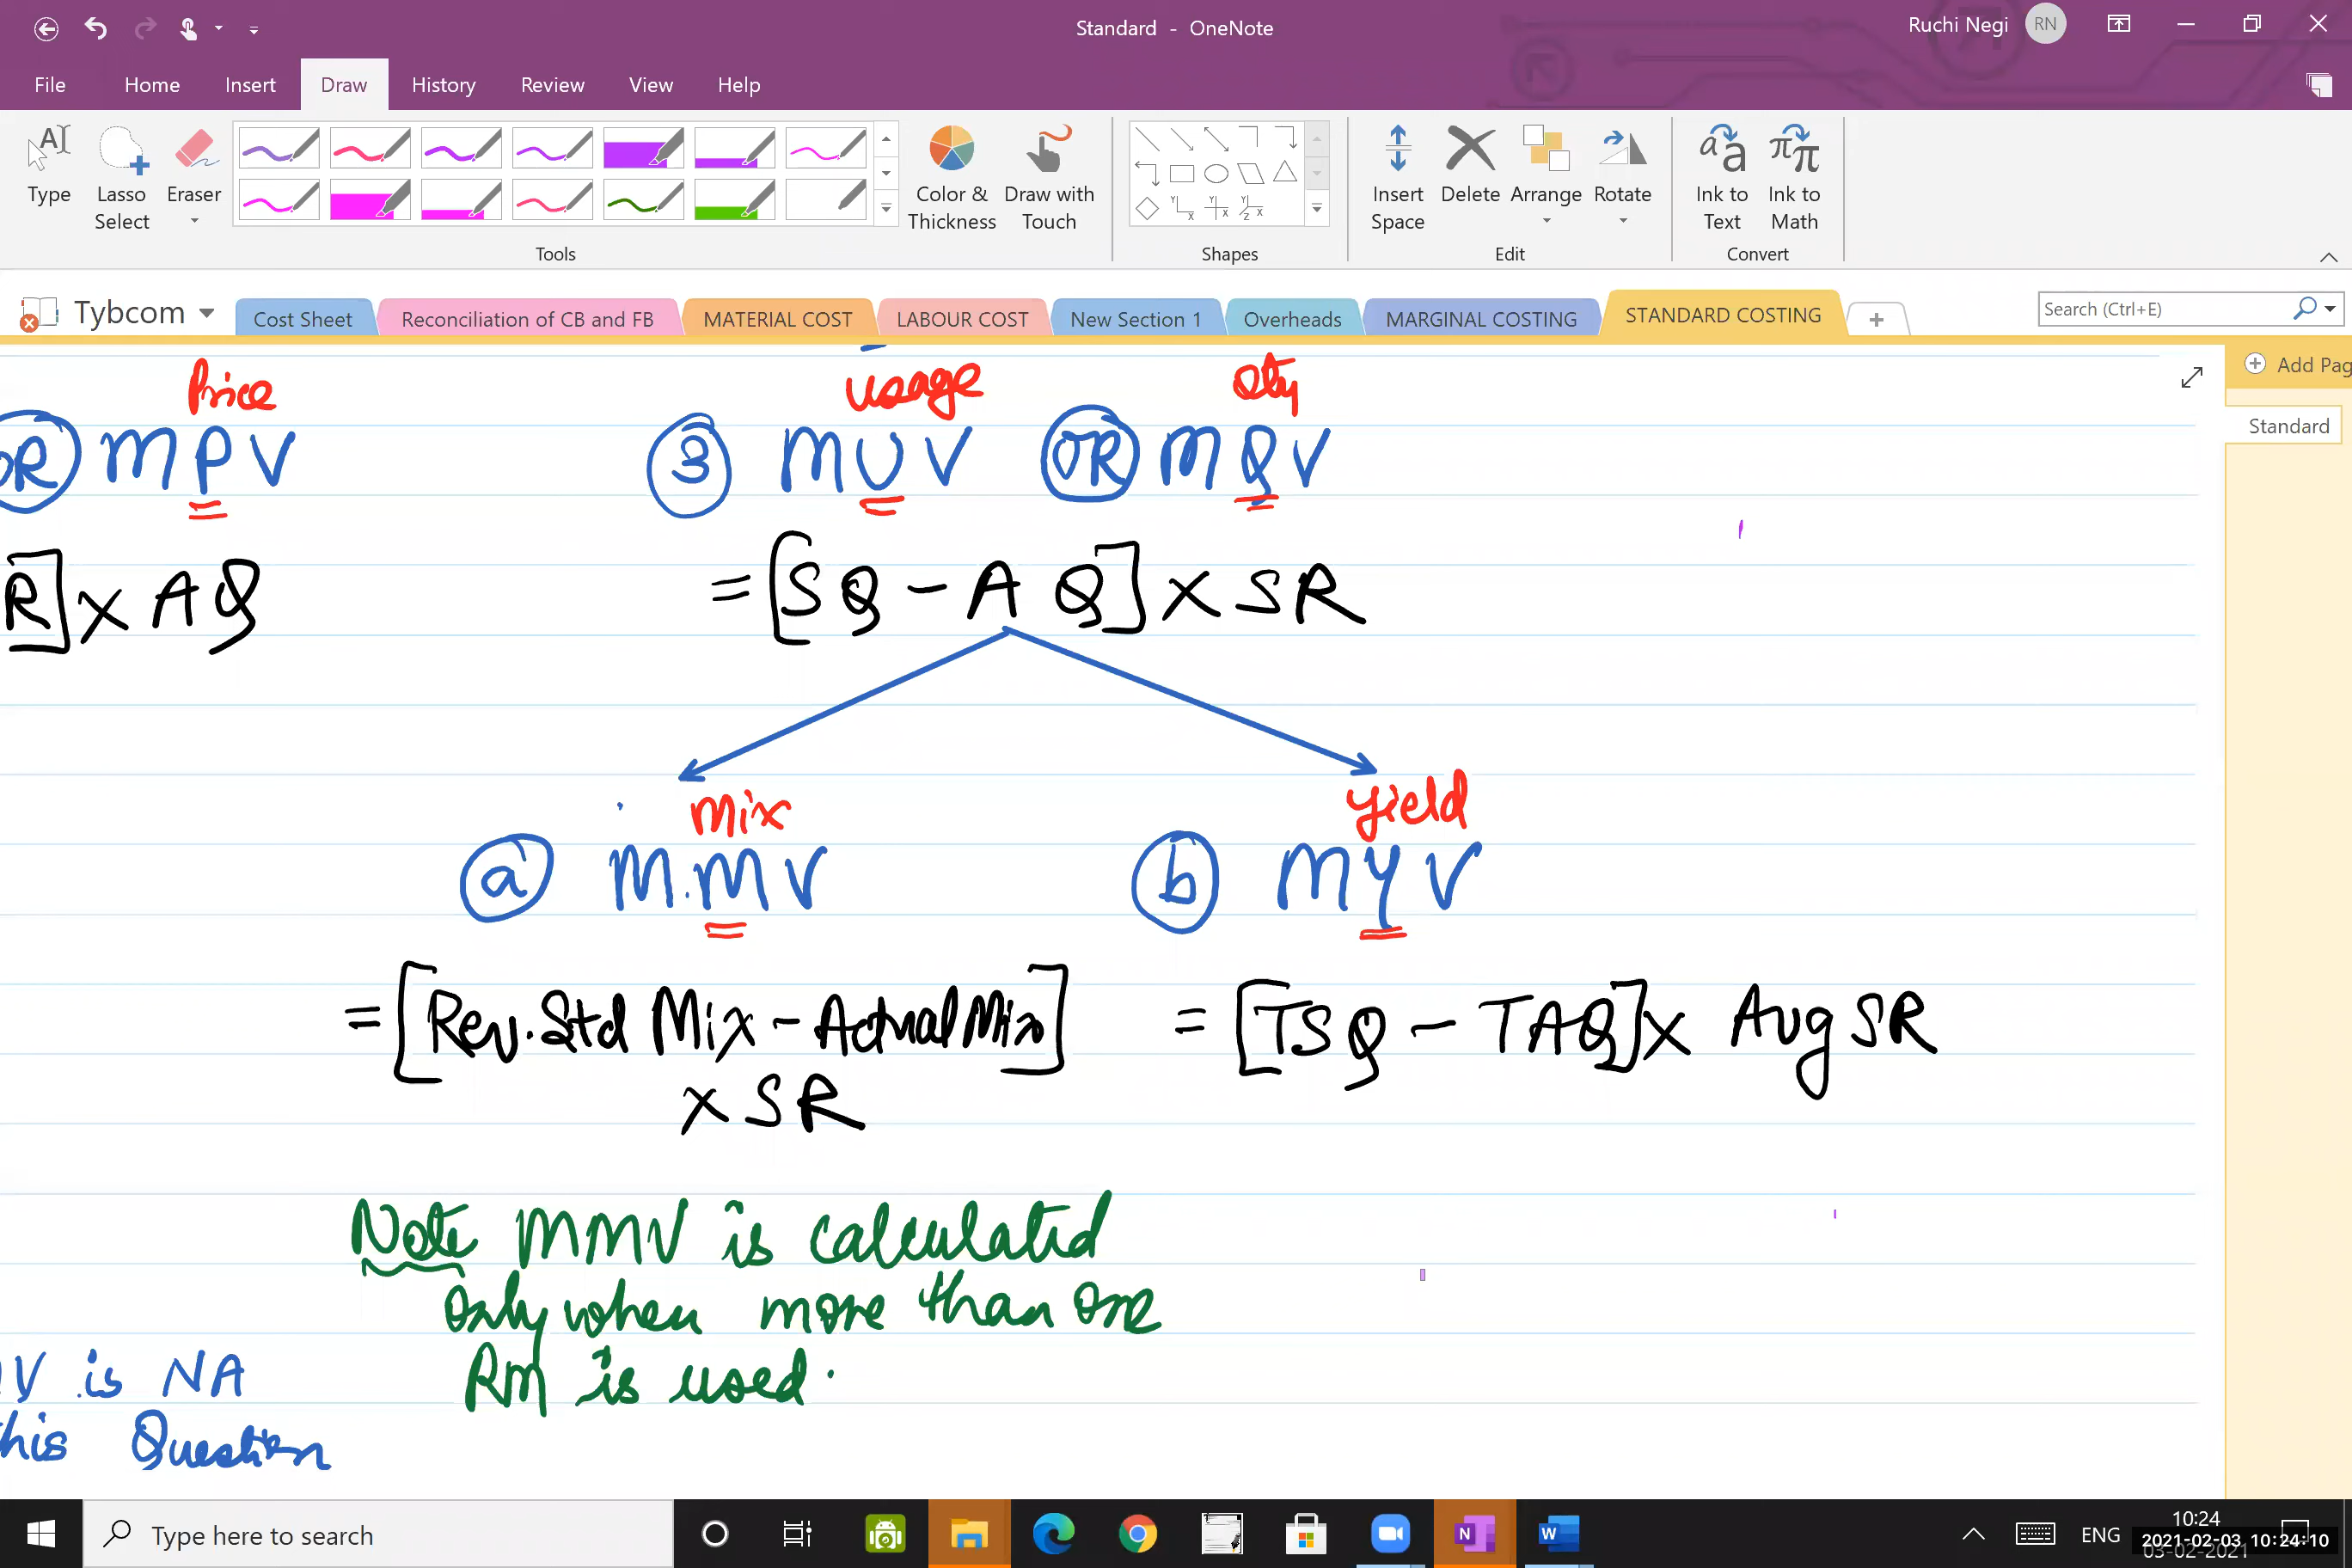 Standard - OneNote
Ruchi Negi RN
File Home Insert Draw History Review View Help
Type
Lasso Select
Eraser
Color & Thickness
Draw with Touch
Insert Space
Delete Arrange Rotate
Ink to Text
Ink to Math
Tools Shapes Edit Convert
Tybcom Cost Sheet Reconciliation of CB and FB MATERIAL COST LABOUR COST New Section 1 Overheads MARGINAL COSTING STANDARD COSTING +
Search (Ctrl+E)
Add Pag
Standard
Price usage Qty
OR MPV 3 MUV OR MQV
R] X AQ = [SQ - AQ] X SR
Mix yield
a M.MV b MYV
= [Rev. Std Mix - Actual Mix] = [TSQ - TAQ] X Avg SR
X SR
Note MMV is calculated
only when more than one
V is NA RM is used.
this Question
Type here to search
ENG
10:24
2021-02-03 10:24:10
03-02-2021